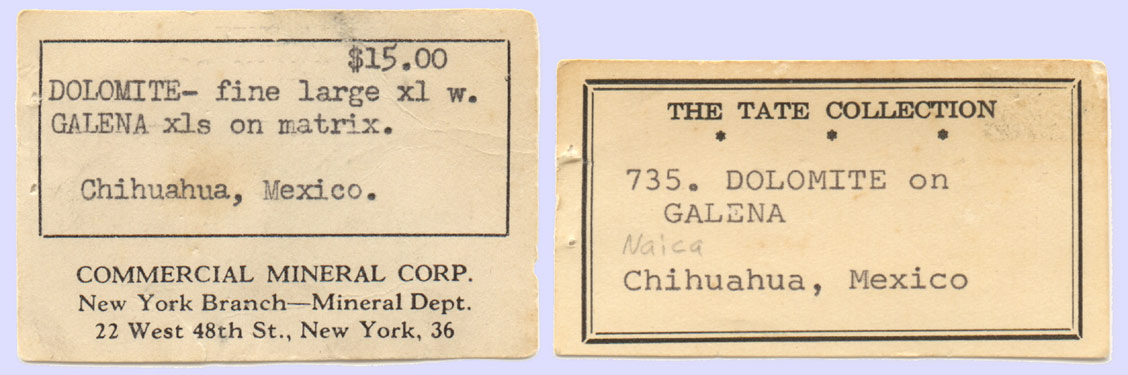 $15.00
DOLOMITE- fine large xl w.
GALENA xls on matrix.
Chihuahua, Mexico.
COMMERCIAL MINERAL CORP.
New York Branch—Mineral Dept.
22 West 48th St., New York, 36
THE TATE COLLECTION
* * *
735. DOLOMITE on
GALENA
Naica
Chihuahua, Mexico